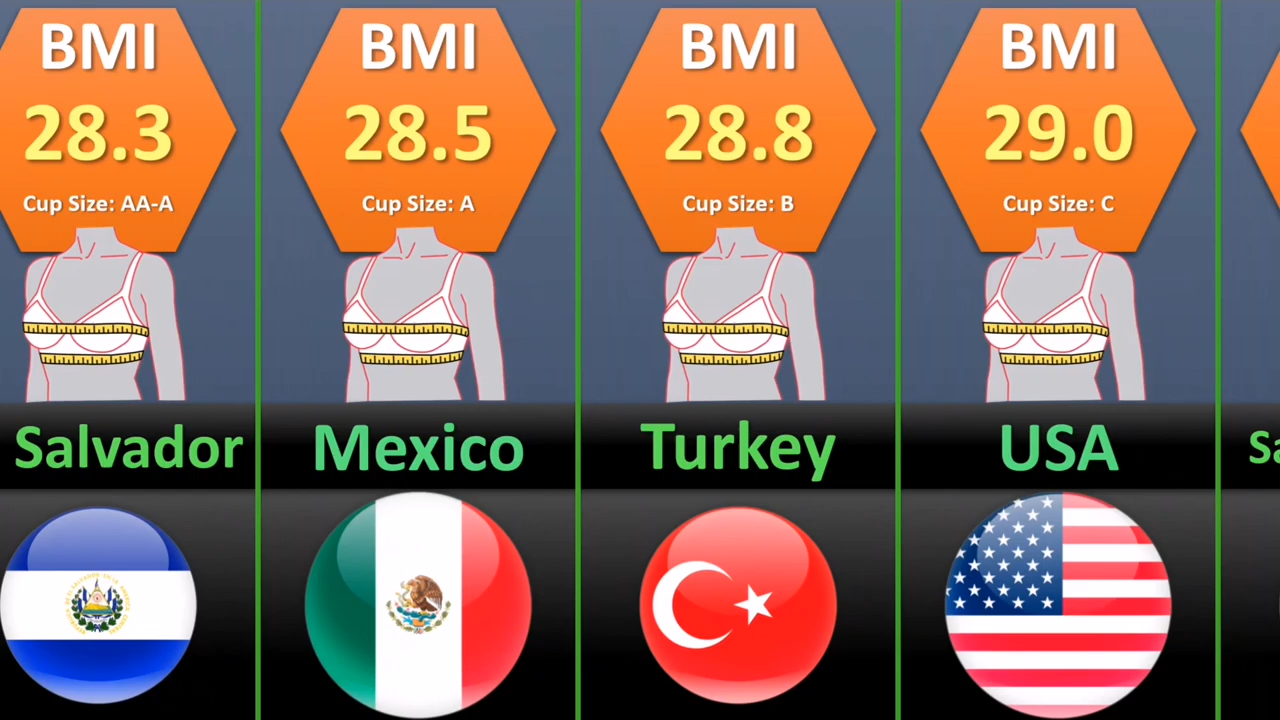 BMI
28.3
Cup Size: AA-A
Salvador
BMI
28.5
Cup Size: A
Mexico
BMI
28.8
Cup Size: B
Turkey
BMI
29.0
Cup Size: C
USA
Sa